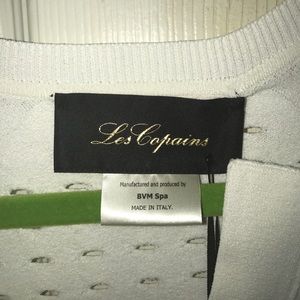 Les Copains
Manufactured and produced by
BVM Spa
MADE IN ITALY.